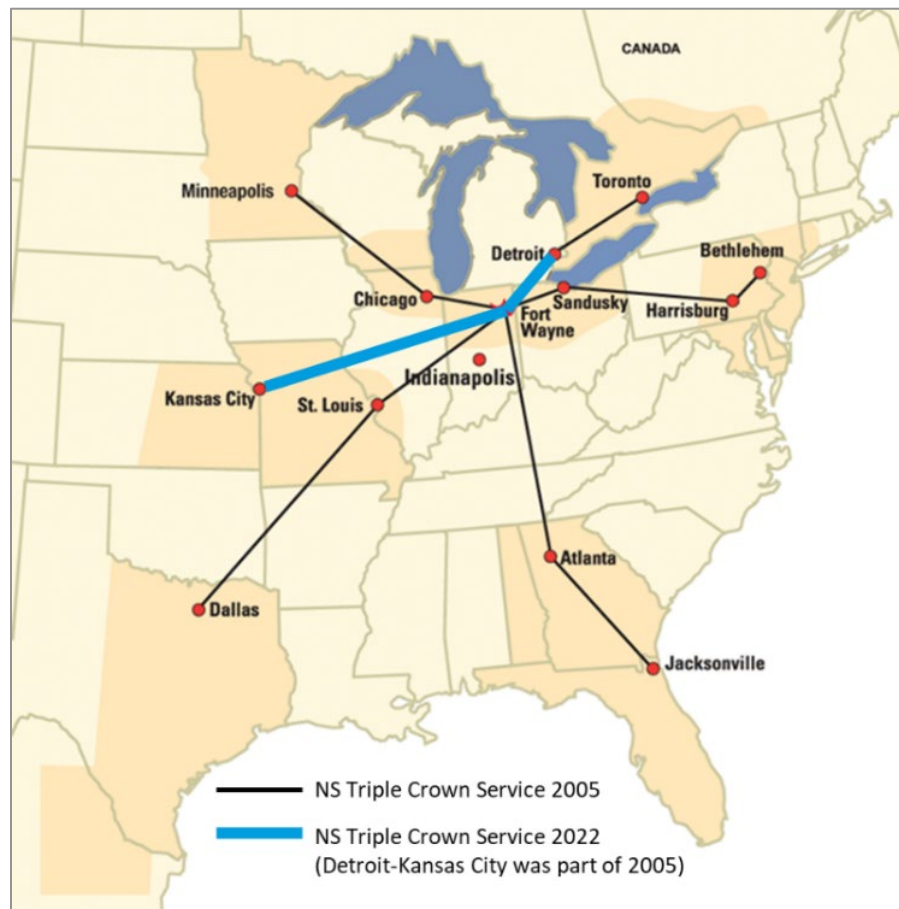 CANADA
Minneapolis
Toronto
Detroit
Bethlehem
Chicago
Sandusky
Harrisburg
Fort
Wayne
Indianapolis
Kansas City
St. Louis
Atlanta
Dallas
Jacksonville
NS Triple Crown Service 2005
NS Triple Crown Service 2022
(Detroit-Kansas City was part of 2005)